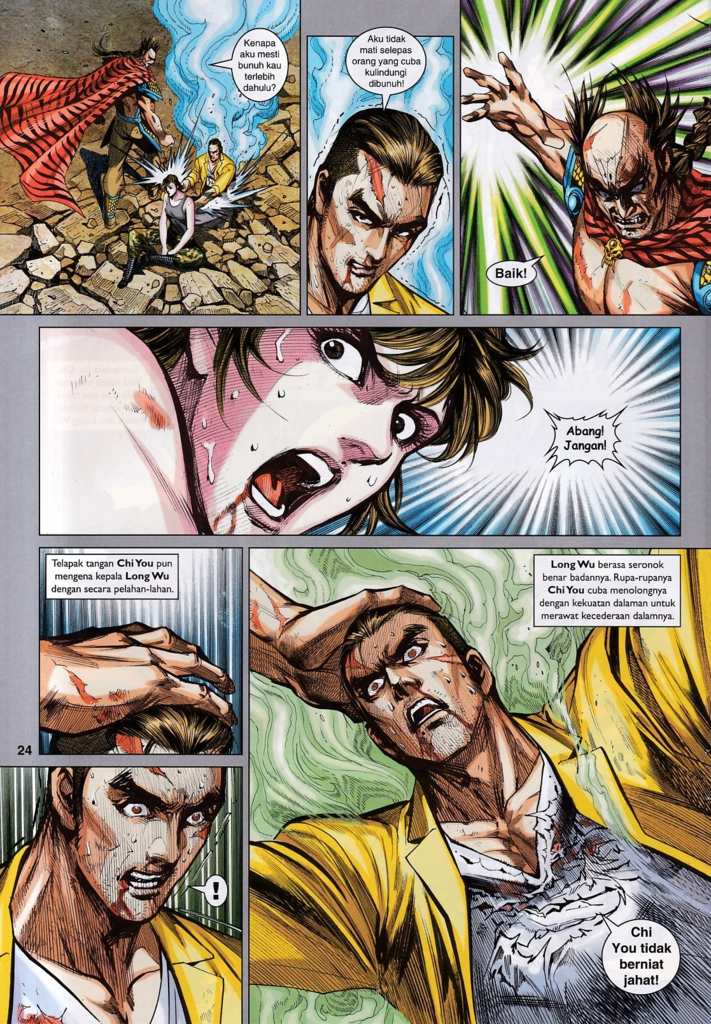 Kenapa
aku mesti
bunuh kau
terlebih
dahulu?
Aku tidak
mati selepas
orang yang cuba
kulindungi
dibunuh!
Baik!
Abang!
Jangan!
Telapak tangan Chi You pun
mengena kepala Long Wu
dengan secara pelahan-lahan.
Long Wu berasa seronok
benar badannya. Rupa-rupanya
Chi You cuba menolongnya
dengan kekuatan dalaman untuk
merawat kecederaan dalamnya.
24
!
Chi
You tidak
berniat
jahat!